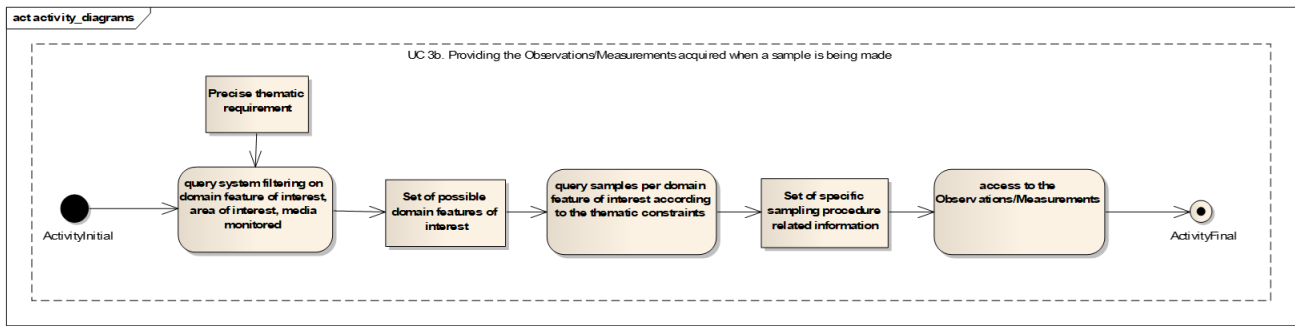 act activity_diagrams
UC 3b. Providing the Observations/Measurements acquired when a sample is being made
Precise thematic
requirement
ActivityInitial
query system filtering on
domain feature of interest,
area of interest, media
monitored
Set of possible
domain features of
interest
query samples per domain
feature of interest according
to the thematic constraints
Set of specific
sampling procedure
related information
access to the
Observations/Measurements
ActivityFinal